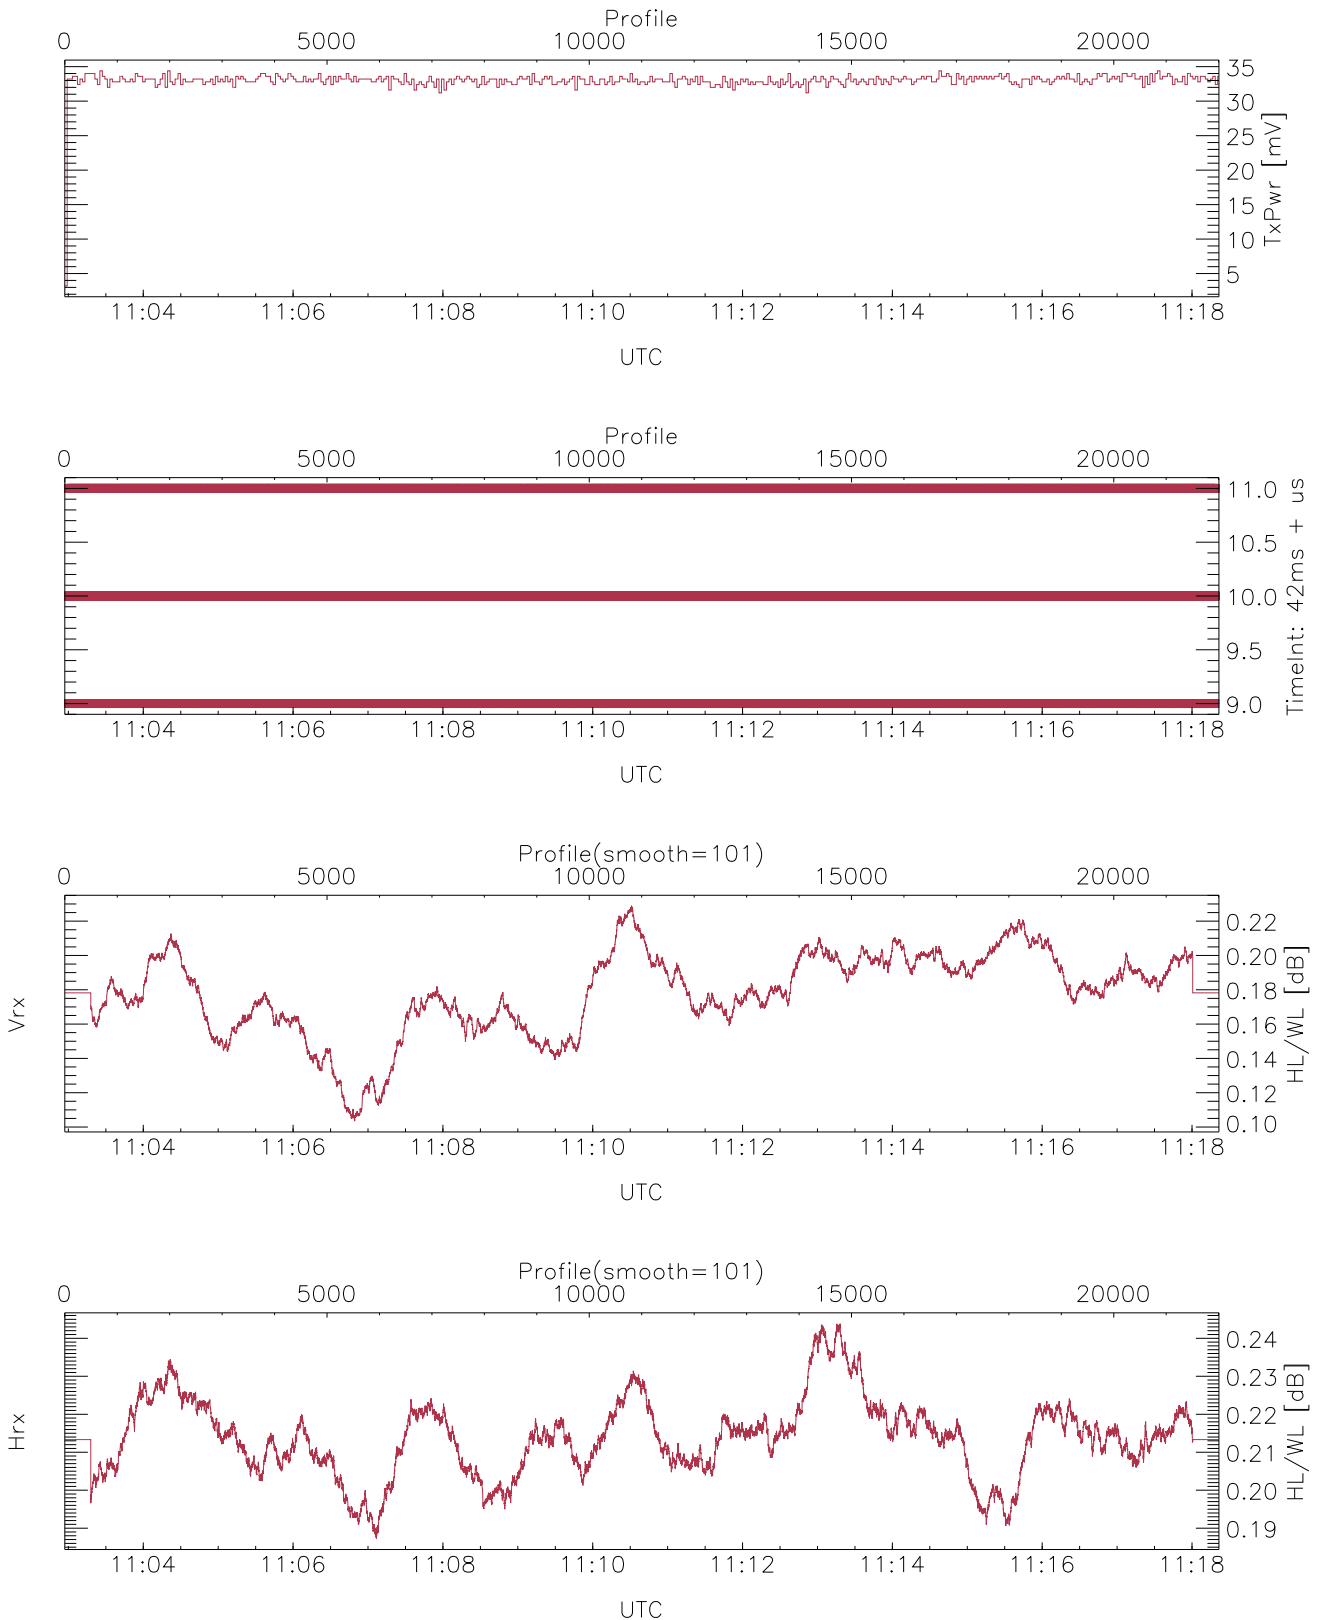 Profile
0 5000 10000 15000 20000
35
30
25
20
15
10
5
TxPwr [mV]
11:04 11:06 11:08 11:10 11:12 11:14 11:16 11:18
UTC
Profile
0 5000 10000 15000 20000
11.0
10.5
10.0
9.5
9.0
TimeInt: 42ms + us
11:04 11:06 11:08 11:10 11:12 11:14 11:16 11:18
UTC
Profile(smooth=101)
0 5000 10000 15000 20000
Vrx
0.22
0.20
0.18
0.16
0.14
0.12
0.10
HL/WL [dB]
11:04 11:06 11:08 11:10 11:12 11:14 11:16 11:18
UTC
Profile(smooth=101)
0 5000 10000 15000 20000
Hrx
0.24
0.23
0.22
0.21
0.20
0.19
HL/WL [dB]
11:04 11:06 11:08 11:10 11:12 11:14 11:16 11:18
UTC